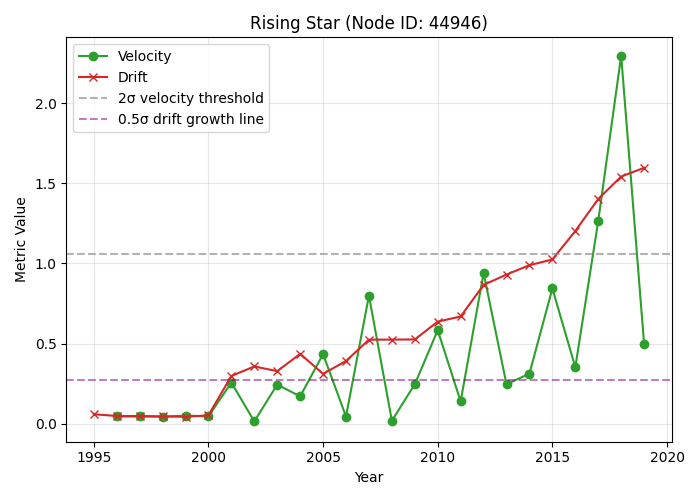 Rising Star (Node ID: 44946)
Velocity
Drift
2σ velocity threshold
0.5σ drift growth line
Metric Value
2.0
1.5
1.0
0.5
0.0
1995 2000 2005 2010 2015 2020
Year